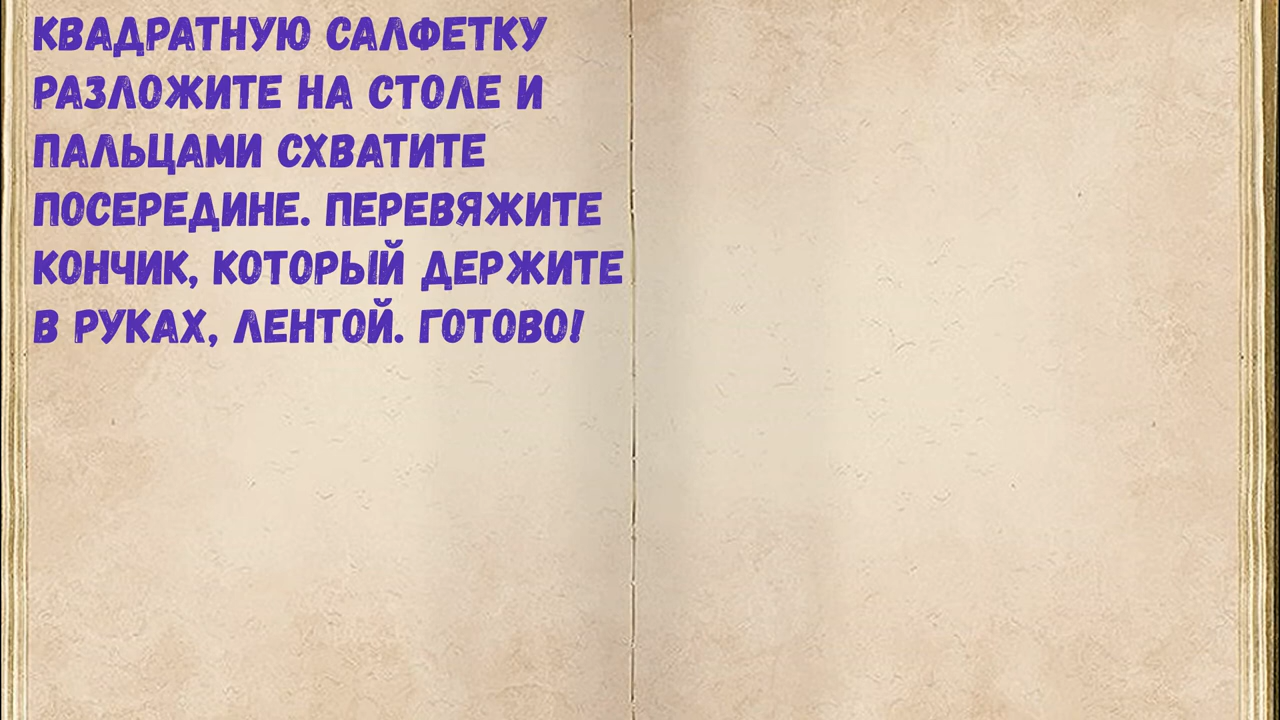 КВАДРАТНУЮ САЛФЕТКУ
РАЗЛОЖИТЕ НА СТОЛЕ И
ПАЛЬЦАМИ СХВАТИТЕ
ПОСЕРЕДИНЕ. ПЕРЕВЯЖИТЕ
КОНЧИК, КОТОРЫЙ ДЕРЖИТЕ
В РУКАХ, ЛЕНТОЙ. ГОТОВО!